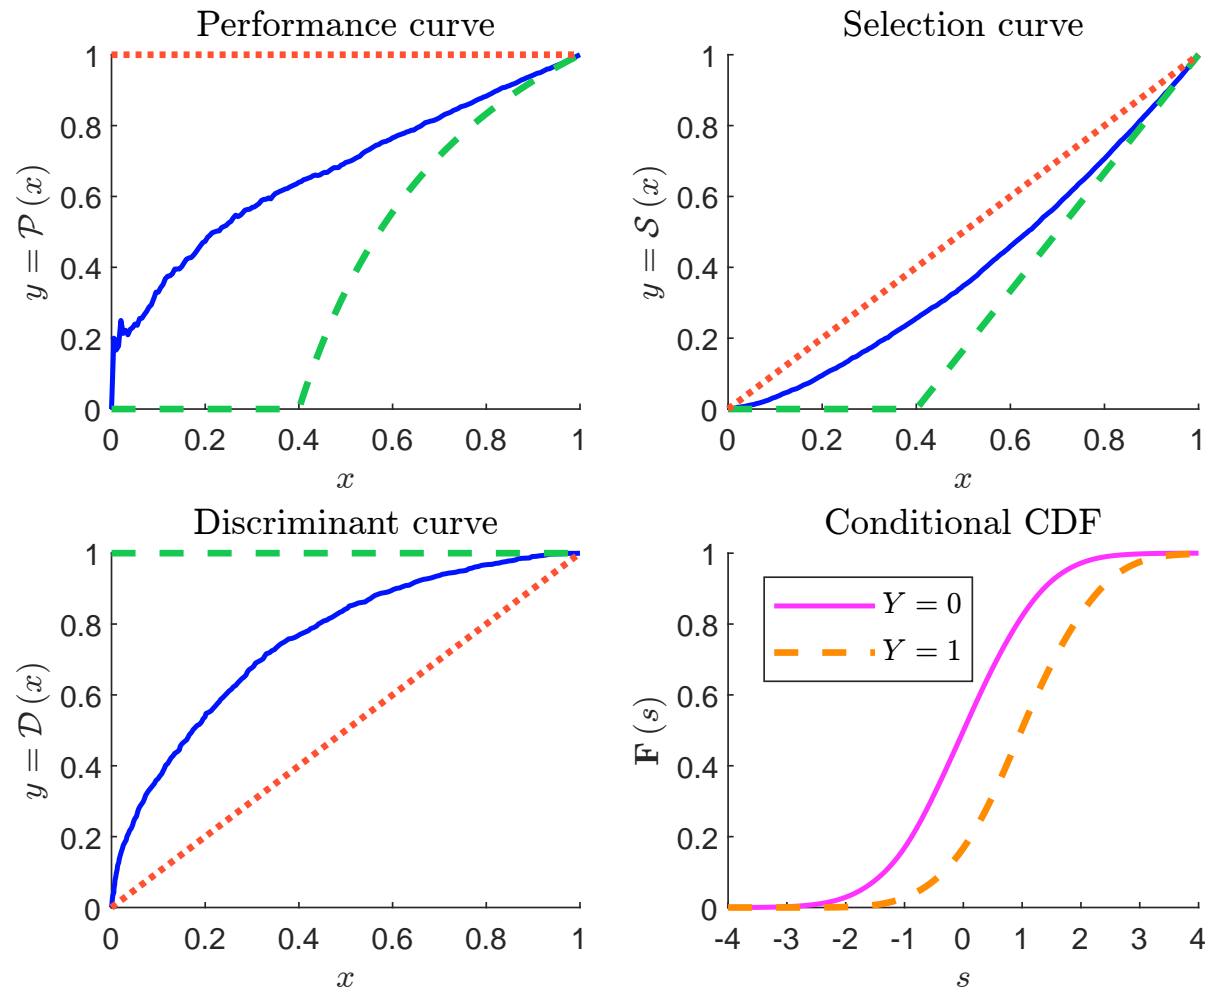 Performance curve
1
0.8
0.6
0.4
0.2
0
y = P (x)
0 0.2 0.4 0.6 0.8 1
x
Selection curve
1
0.8
0.6
0.4
0.2
0
y = S (x)
0 0.2 0.4 0.6 0.8 1
x
Discriminant curve
1
0.8
0.6
0.4
0.2
0
y = D (x)
0 0.2 0.4 0.6 0.8 1
x
Conditional CDF
1
0.8
0.6
0.4
0.2
0
F (s)
Y = 0
Y = 1
-4 -3 -2 -1 0 1 2 3 4
s